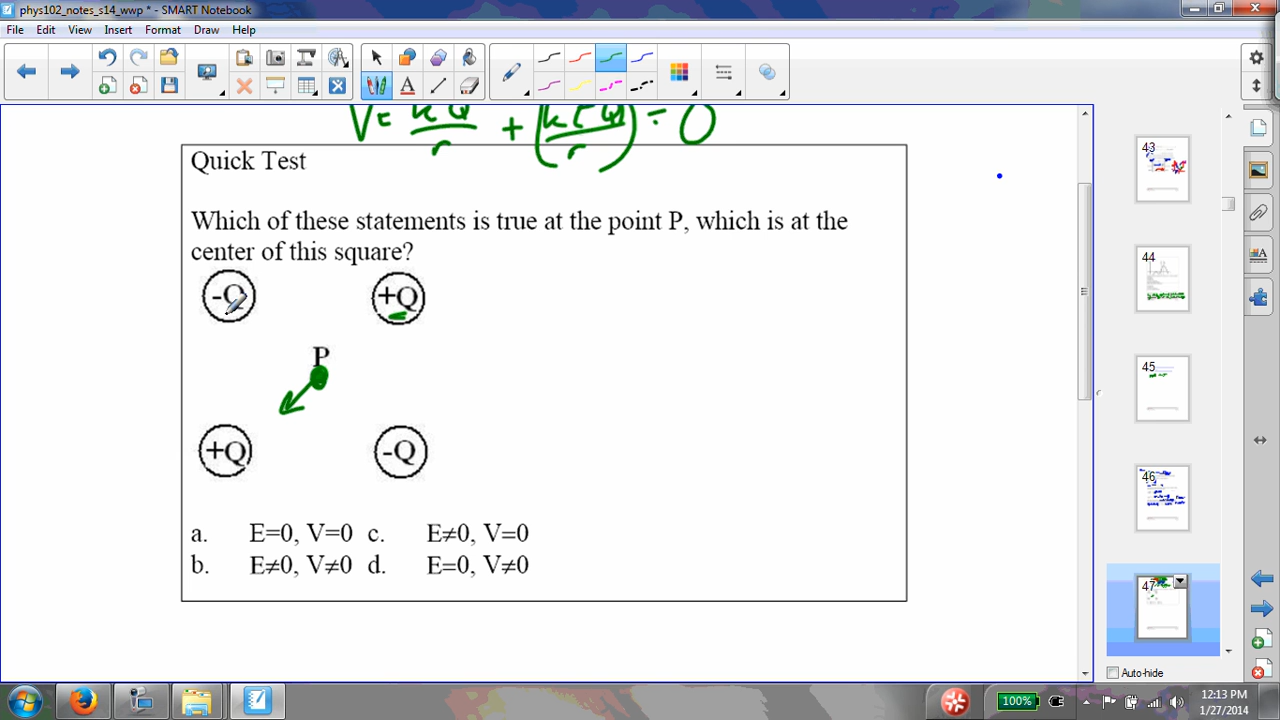 phys102_notes_s14_wwp * - SMART Notebook
File Edit View Insert Format Draw Help
Quick Test
Which of these statements is true at the point P, which is at the
center of this square?
-Q +Q
P
+Q -Q
a. E=0, V=0 c. E≠0, V=0
b. E≠0, V≠0 d. E=0, V≠0
43
44
45
46
47
Auto-hide
100%
12:13 PM
1/27/2014